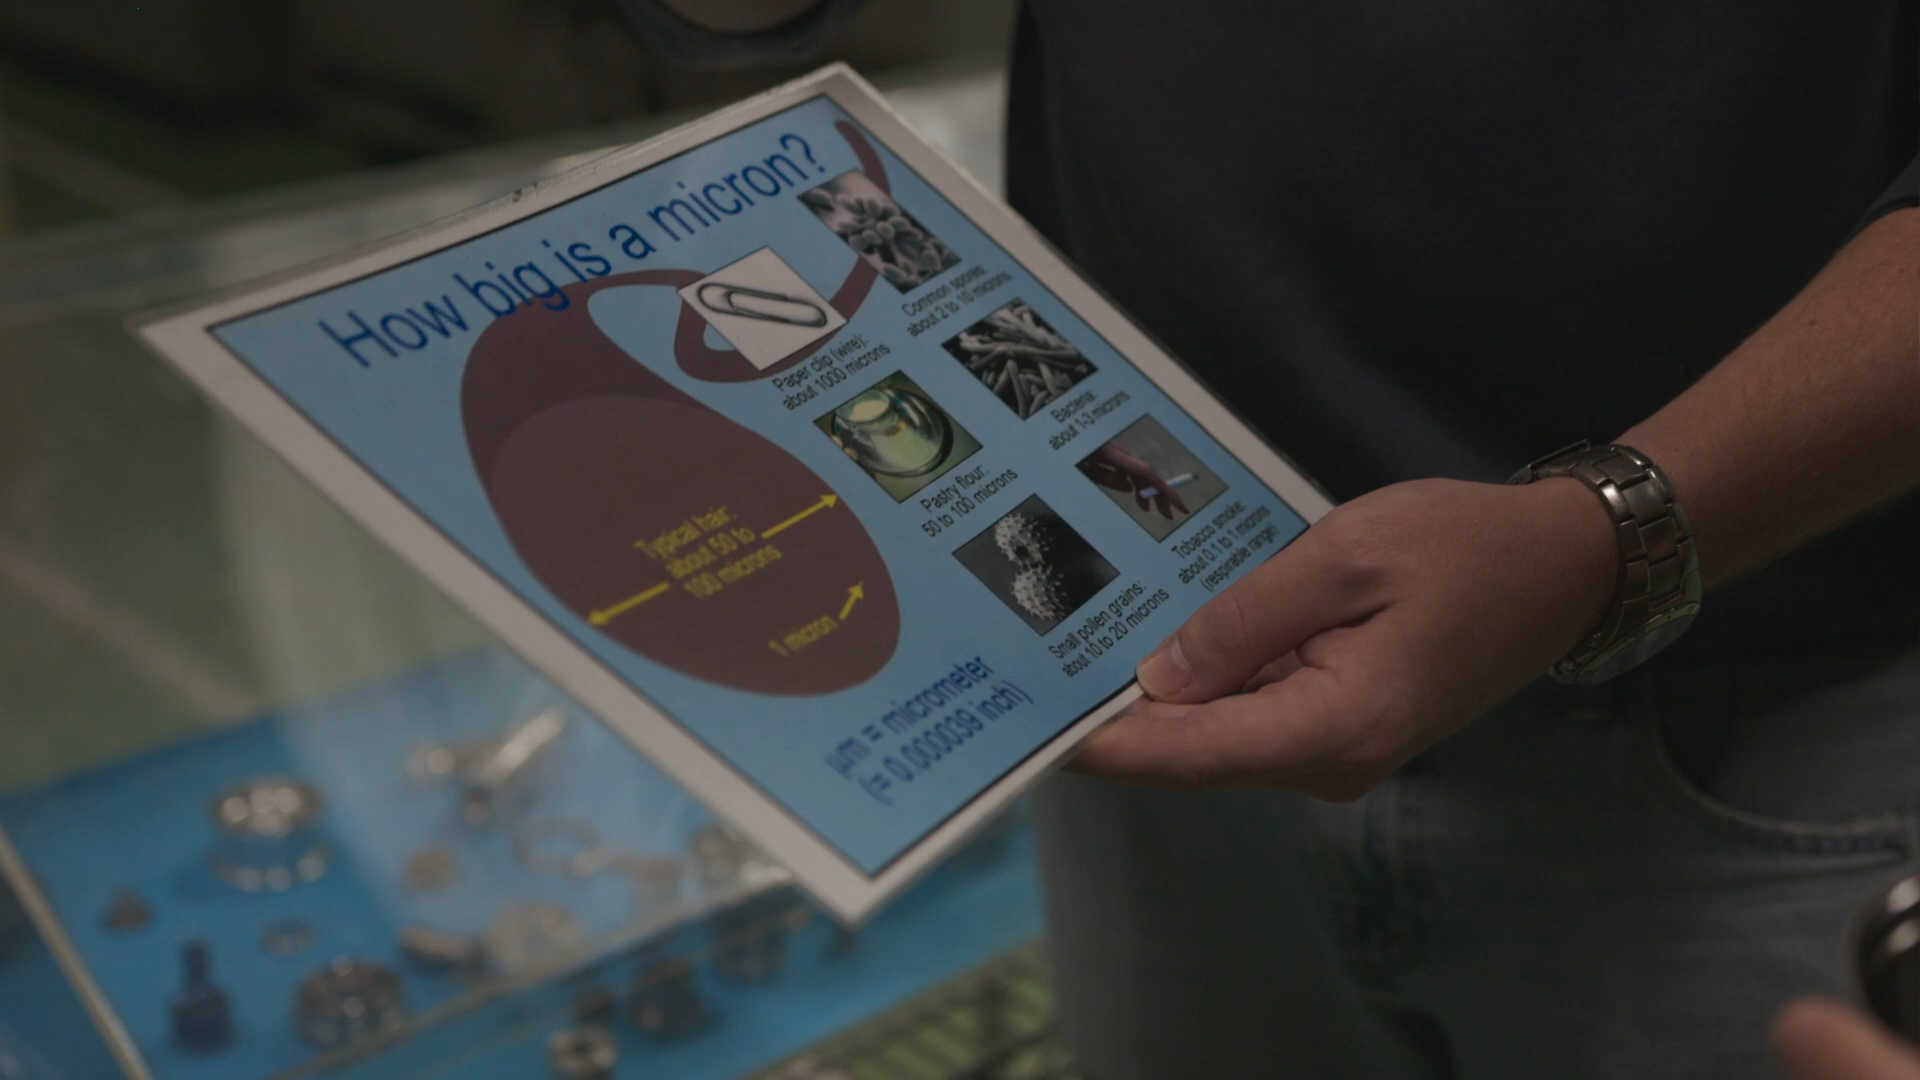 How big is a micron?
Paper clip (wire):
about 1000 microns
Common spores:
about 2 to 10 microns
Pastry flour:
50 to 100 microns
Bacteria:
about 1-3 microns
Small pollen grains:
about 10 to 20 microns
Tobacco smoke:
about 0.1 to 1 microns
(respirable range)
Typical hair:
about 50 to
100 microns
1 micron
µm = micrometer
(= 0.000039 inch)